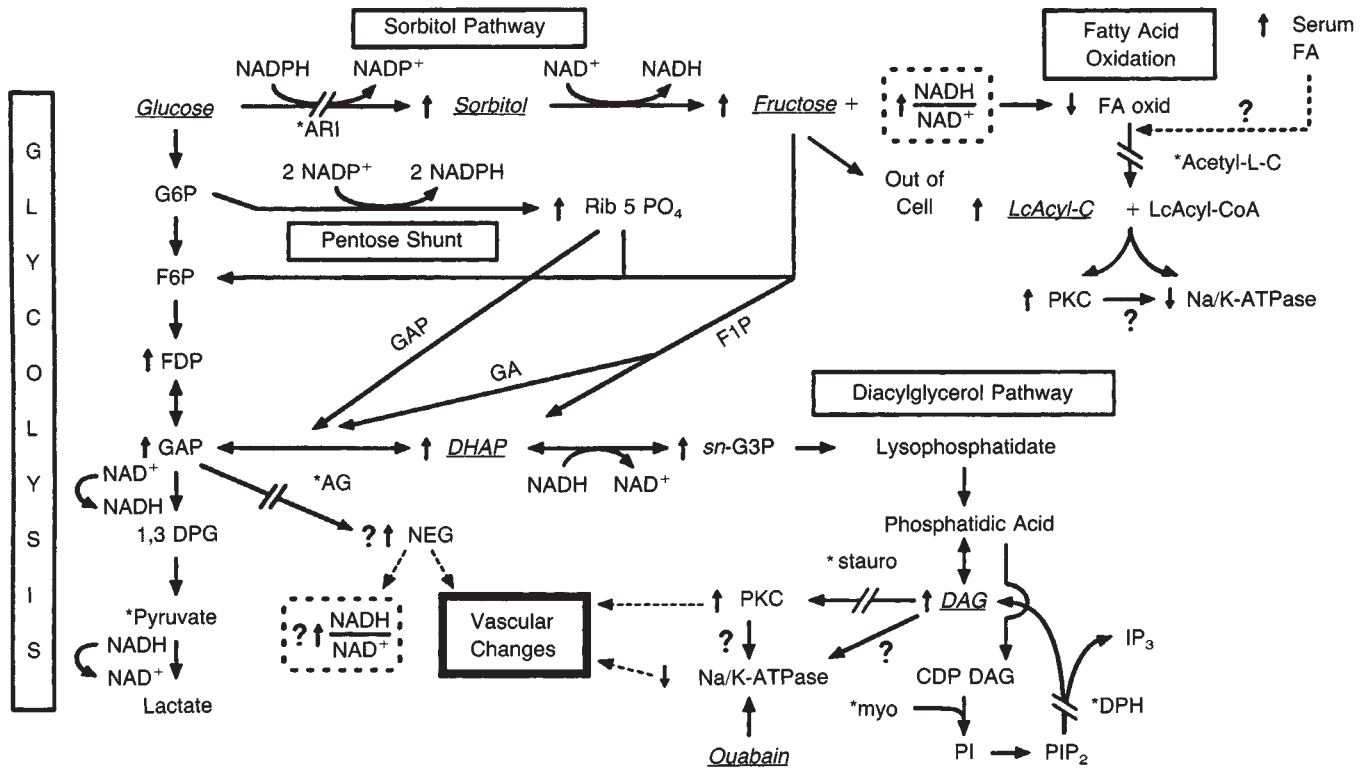 Sorbitol Pathway
Fatty Acid
Oxidation
↑ Serum
FA
NADPH NADP⁺ NAD⁺ NADH
Glucose ↑ Sorbitol ↑ Fructose + ↑ NADH
NAD⁺
↓ FA oxid
?
*ARI
*Acetyl-L-C
Out of
Cell
2 NADP⁺ 2 NADPH
G6P ↑ Rib 5 PO₄
↑ LcAcyl-C + LcAcyl-CoA
Pentose Shunt
F6P
↑ PKC ↓ Na/K-ATPase
?
GAP
F1P
GA
↑ FDP
Diacylglycerol Pathway
↑ GAP ↑ DHAP ↑ sn-G3P Lysophosphatidate
NADH NAD⁺
NAD⁺
NADH
*AG
1,3 DPG
? ↑ NEG
Phosphatidic Acid
*stauro
*Pyruvate
? ↑ NADH
NAD⁺
Vascular
Changes
↑ PKC ↑ DAG
? ?
NADH
NAD⁺
↓ Na/K-ATPase CDP DAG
IP₃
Lactate
*myo *DPH
Ouabain PI PIP₂
G
L
Y
C
O
L
Y
S
I
S